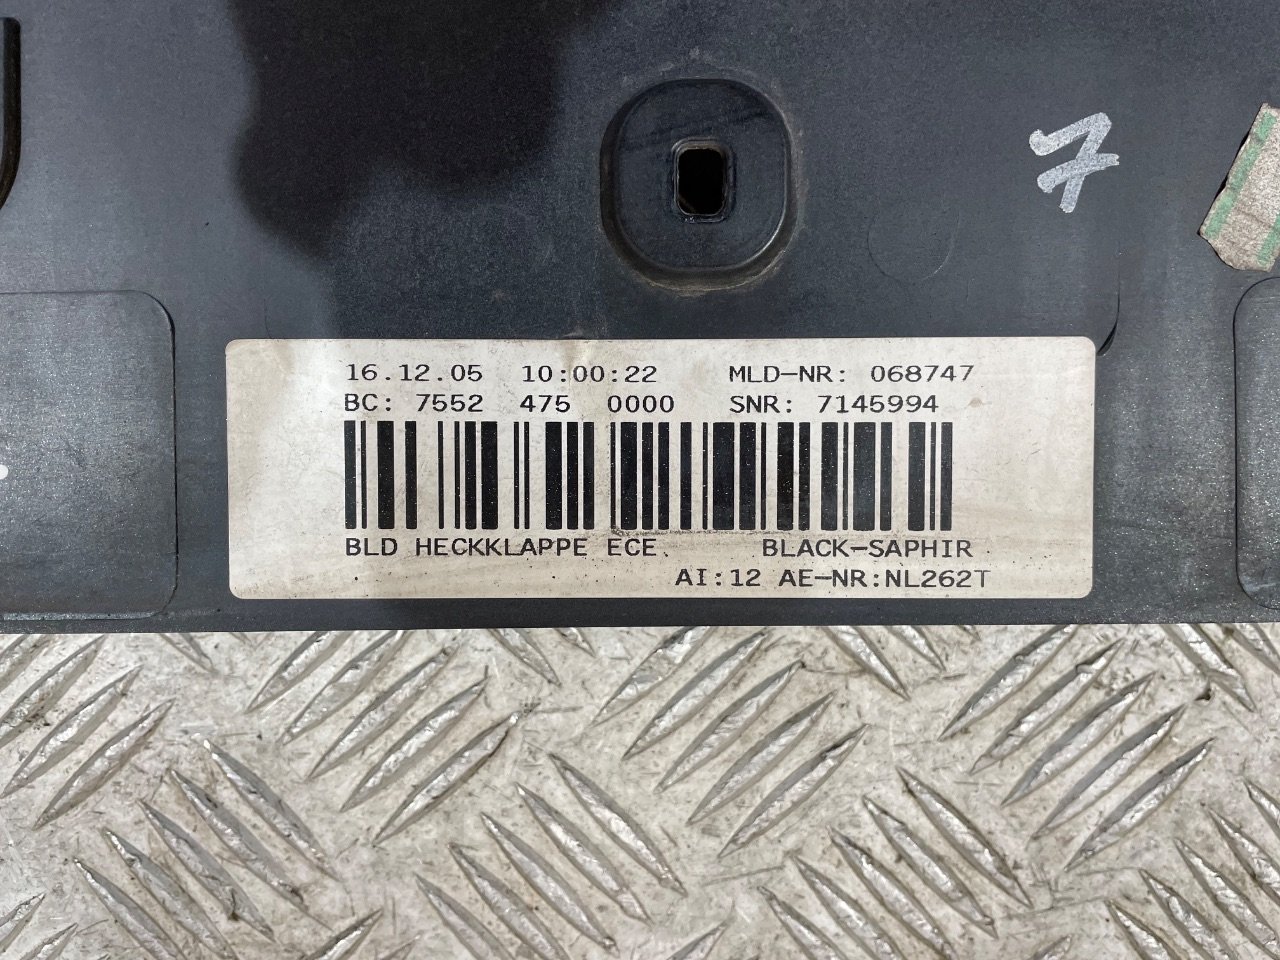 7
16.12.05 10:00:22 MLD-NR: 068747
BC: 7552 475 0000 SNR: 7145994
BLD HECKKLAPPE ECE. BLACK-SAPHIR
AI:12 AE-NR:NL262T